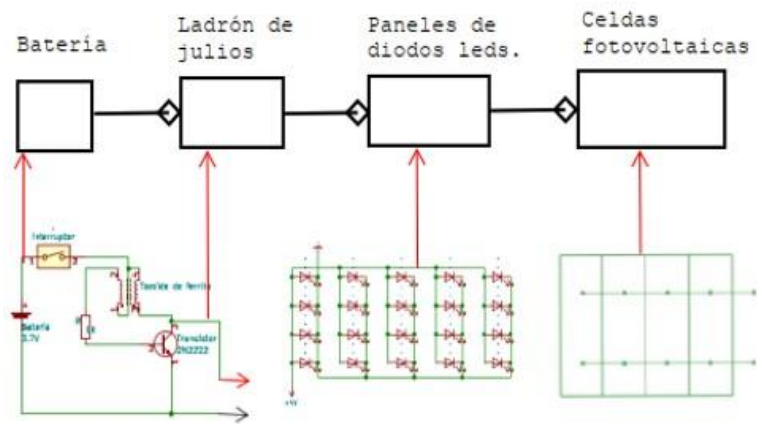 Batería
Ladrón de
julios
Paneles de
diodos leds.
Celdas
fotovoltaicas
Interruptor
Toroide de Ferrita
Batería
3.7V
1K
Transistor
2N2222